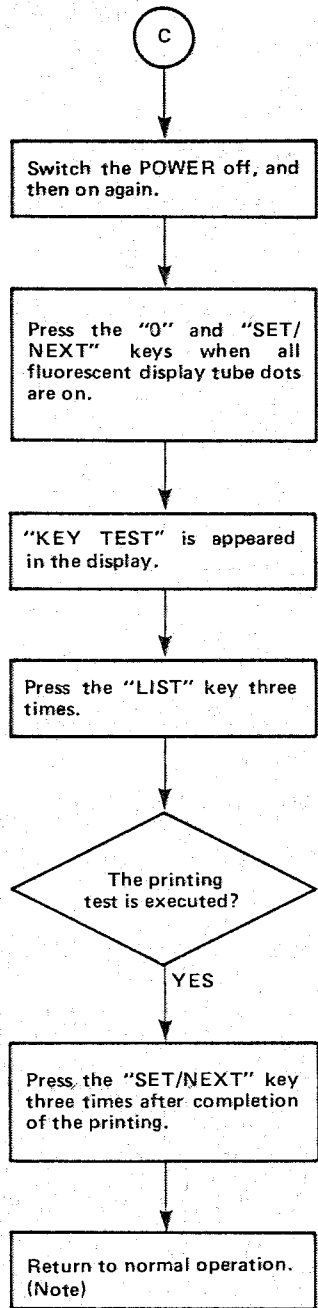 C
Switch the POWER off, and
then on again.
Press the "0" and "SET/
NEXT" keys when all
fluorescent display tube dots
are on.
"KEY TEST" is appeared
in the display.
Press the "LIST" key three
times.
The printing
test is executed?
YES
Press the "SET/NEXT" key
three times after completion
of the printing.
Return to normal operation.
(Note)